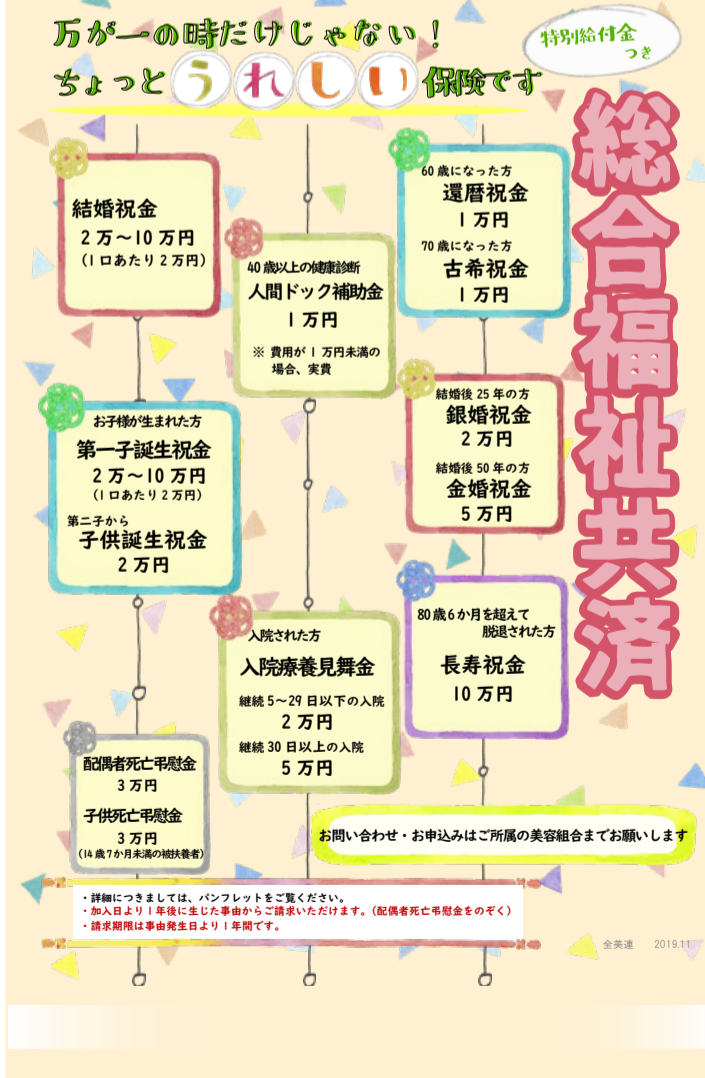 万が一の時だけじゃない！
ちょっとうれしい保険です
特別給付金
つき
総合福祉共済
結婚祝金
2万～10万円
(1口あたり2万円)
40歳以上の健康診断
人間ドック補助金
1万円
※ 費用が1万円未満の
場合、実費
60歳になった方
還暦祝金
1万円
70歳になった方
古希祝金
1万円
お子様が生まれた方
第一子誕生祝金
2万～10万円
(1口あたり2万円)
第二子から
子供誕生祝金
2万円
結婚後25年の方
銀婚祝金
2万円
結婚後50年の方
金婚祝金
5万円
入院された方
入院療養見舞金
継続5～29日以下の入院
2万円
継続30日以上の入院
5万円
80歳6か月を超えて
脱退された方
長寿祝金
10万円
配偶者死亡弔慰金
3万円
子供死亡弔慰金
3万円
(14歳7か月未満の被扶養者)
お問い合わせ・お申込みはご所属の美容組合までお願いします
・詳細につきましては、パンフレットをご覧ください。
・加入日より1年後に生じた事由からご請求いただけます。(配偶者死亡弔慰金をのぞく)
・請求期限は事由発生日より1年間です。
全美連 2019.11